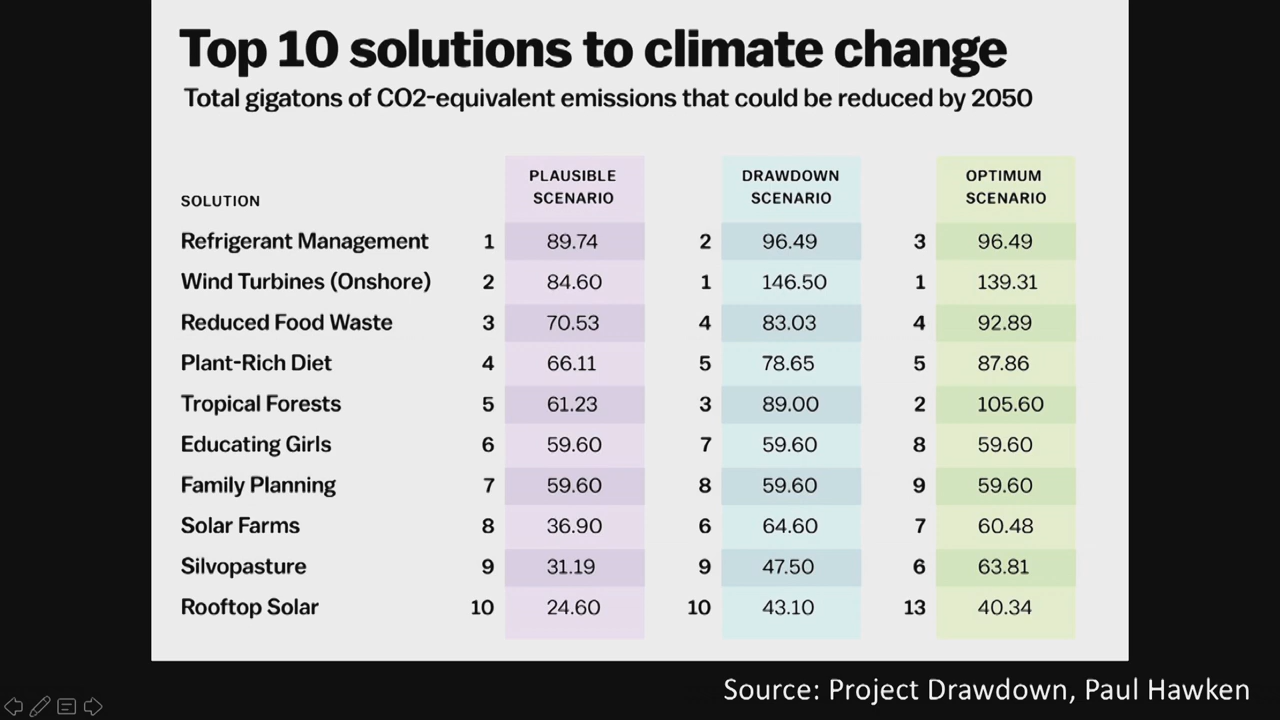 Top 10 solutions to climate change
Total gigatons of CO2-equivalent emissions that could be reduced by 2050
SOLUTION
PLAUSIBLE SCENARIO
DRAWDOWN SCENARIO
OPTIMUM SCENARIO
Refrigerant Management 1 89.74 2 96.49 3 96.49
Wind Turbines (Onshore) 2 84.60 1 146.50 1 139.31
Reduced Food Waste 3 70.53 4 83.03 4 92.89
Plant-Rich Diet 4 66.11 5 78.65 5 87.86
Tropical Forests 5 61.23 3 89.00 2 105.60
Educating Girls 6 59.60 7 59.60 8 59.60
Family Planning 7 59.60 8 59.60 9 59.60
Solar Farms 8 36.90 6 64.60 7 60.48
Silvopasture 9 31.19 9 47.50 6 63.81
Rooftop Solar 10 24.60 10 43.10 13 40.34
Source: Project Drawdown, Paul Hawken